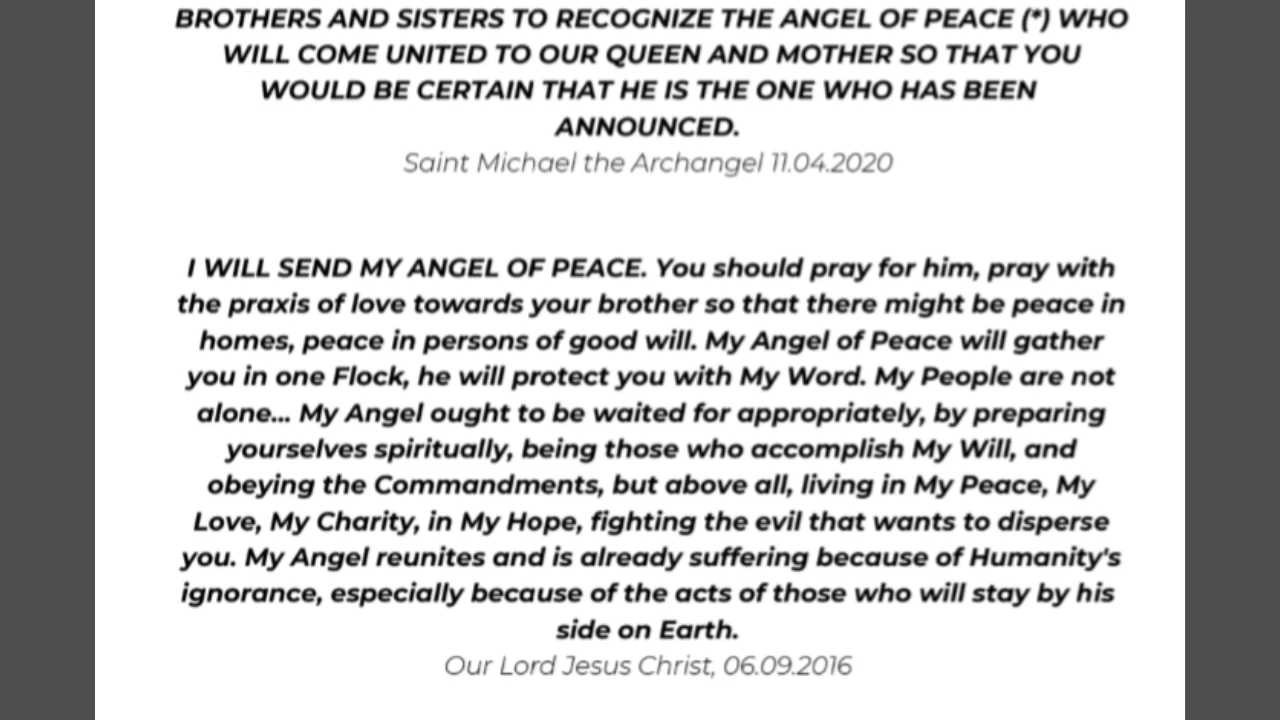 BROTHERS AND SISTERS TO RECOGNIZE THE ANGEL OF PEACE (*) WHO
WILL COME UNITED TO OUR QUEEN AND MOTHER SO THAT YOU
WOULD BE CERTAIN THAT HE IS THE ONE WHO HAS BEEN
ANNOUNCED.
Saint Michael the Archangel 11.04.2020
I WILL SEND MY ANGEL OF PEACE. You should pray for him, pray with
the praxis of love towards your brother so that there might be peace in
homes, peace in persons of good will. My Angel of Peace will gather
you in one Flock, he will protect you with My Word. My People are not
alone... My Angel ought to be waited for appropriately, by preparing
yourselves spiritually, being those who accomplish My Will, and
obeying the Commandments, but above all, living in My Peace, My
Love, My Charity, in My Hope, fighting the evil that wants to disperse
you. My Angel reunites and is already suffering because of Humanity's
ignorance, especially because of the acts of those who will stay by his
side on Earth.
Our Lord Jesus Christ, 06.09.2016